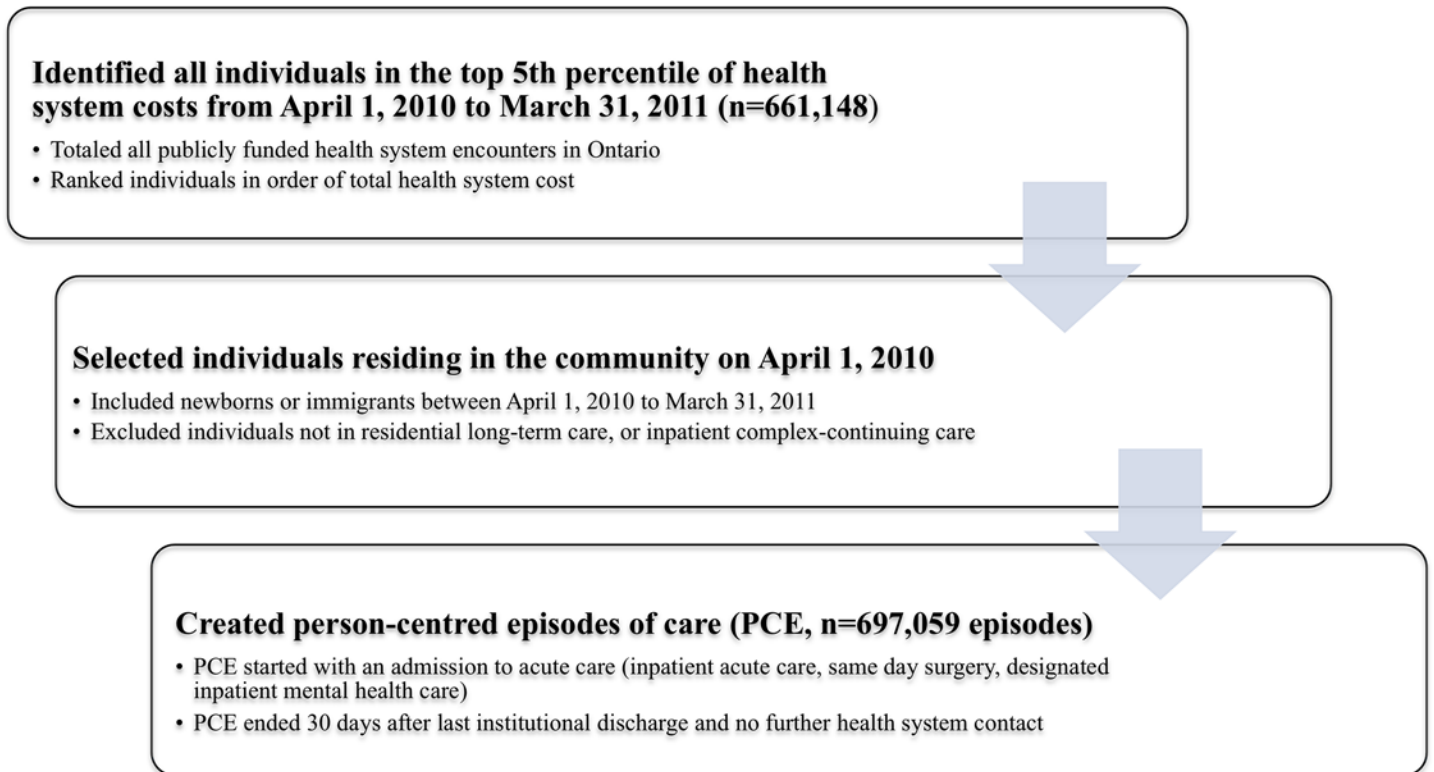 Identified all individuals in the top 5th percentile of health
system costs from April 1, 2010 to March 31, 2011 (n=661,148)
• Totaled all publicly funded health system encounters in Ontario
• Ranked individuals in order of total health system cost
Selected individuals residing in the community on April 1, 2010
• Included newborns or immigrants between April 1, 2010 to March 31, 2011
• Excluded individuals not in residential long-term care, or inpatient complex-continuing care
Created person-centred episodes of care (PCE, n=697,059 episodes)
• PCE started with an admission to acute care (inpatient acute care, same day surgery, designated
inpatient mental health care)
• PCE ended 30 days after last institutional discharge and no further health system contact